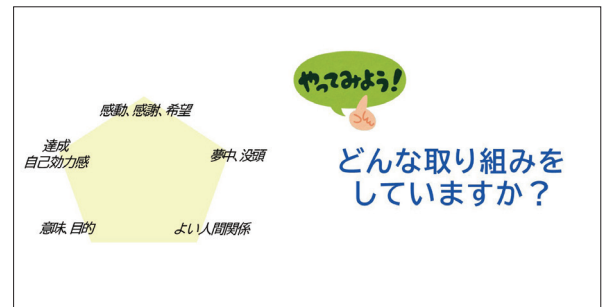 感動、感謝、希望
達成
自己効力感
夢中、没頭
意味、目的
よい人間関係
やってみよう!
どんな取り組みを
していますか?